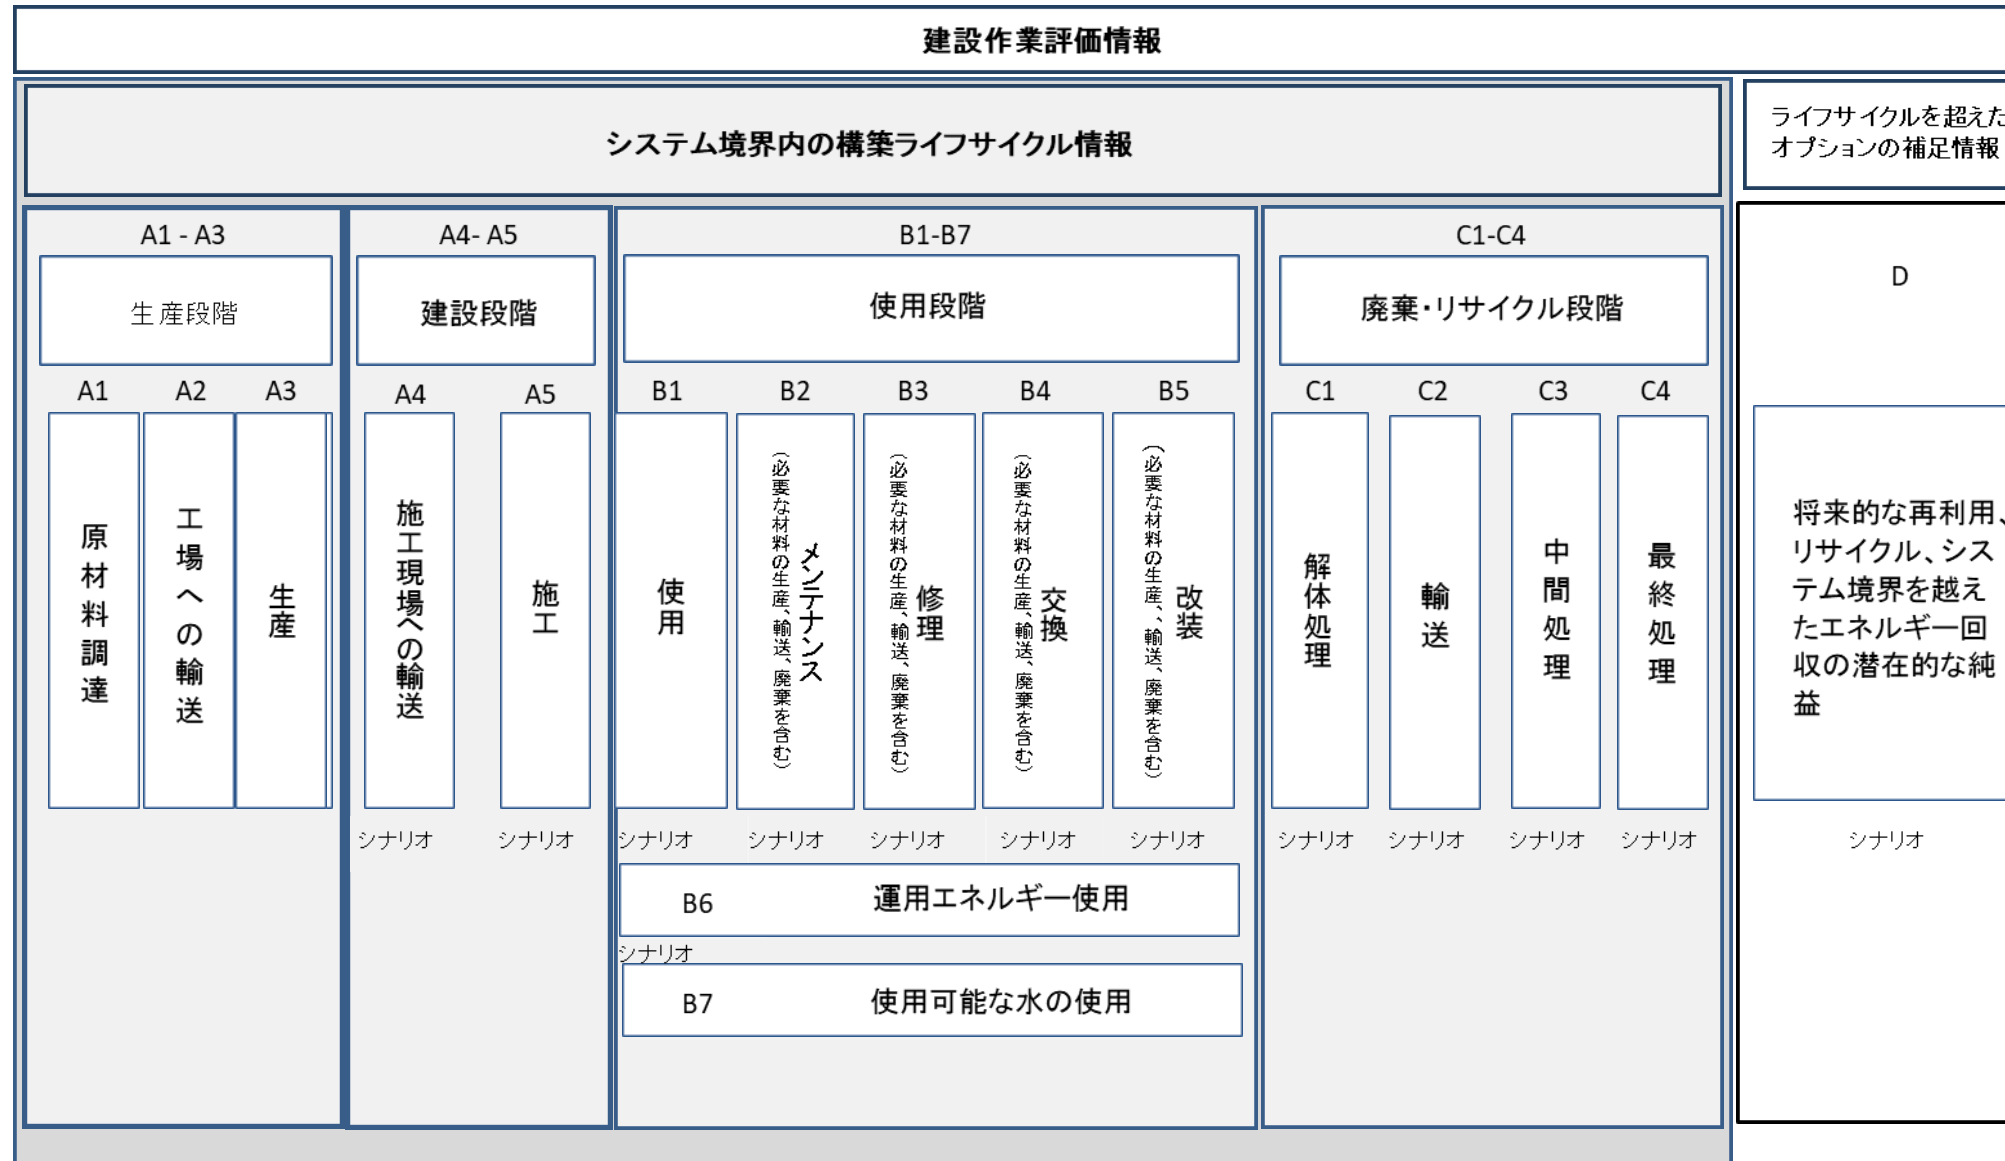 建設作業評価情報
システム境界内の構築ライフサイクル情報
ライフサイクルを超えた
オプションの補足情報
A1 - A3
生産段階
A1
A2
A3
原材料調達
工場への輸送
生産
A4- A5
建設段階
A4
A5
施工現場への輸送
施工
シナリオ
シナリオ
B1-B7
使用段階
B1
B2
B3
B4
B5
使用
メンテナンス
(必要な材料の生産、輸送、廃棄を含む)
修理
(必要な材料の生産、輸送、廃棄を含む)
交換
(必要な材料の生産、輸送、廃棄を含む)
改装
(必要な材料の生産、輸送、廃棄を含む)
シナリオ
シナリオ
シナリオ
シナリオ
シナリオ
B6 運用エネルギー使用
シナリオ
B7 使用可能な水の使用
C1-C4
廃棄・リサイクル段階
C1
C2
C3
C4
解体処理
輸送
中間処理
最終処理
シナリオ
シナリオ
シナリオ
シナリオ
D
将来的な再利用、
リサイクル、シス
テム境界を越え
たエネルギー回
収の潜在的な純
益
シナリオ